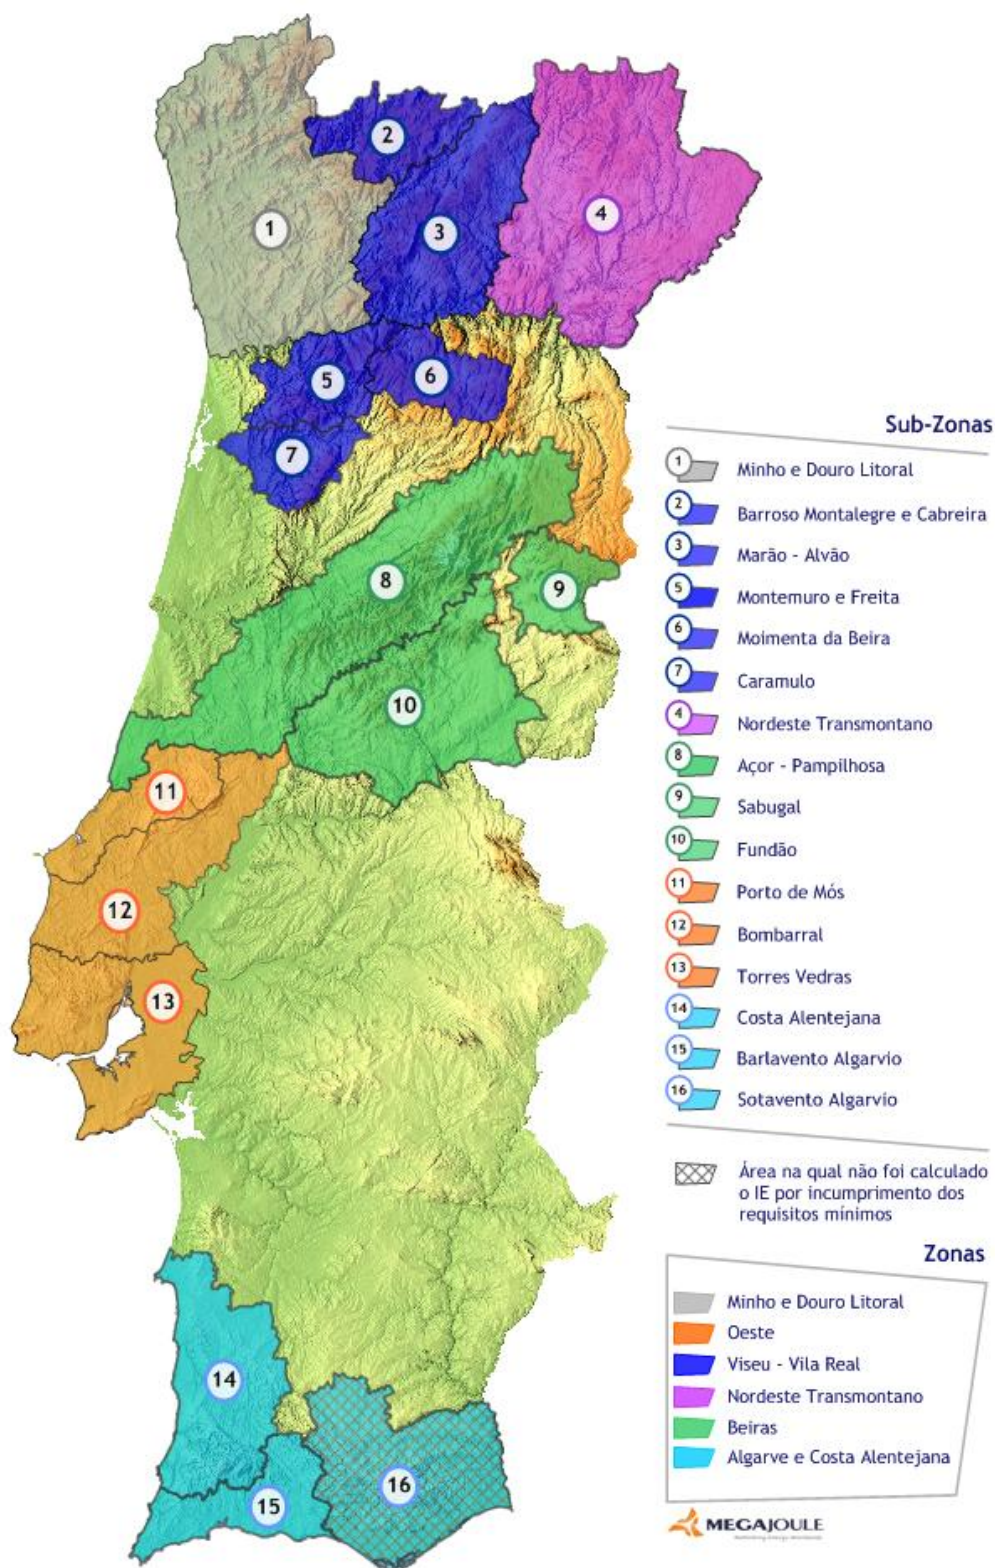 1
2
3
4
5
6
7
8
9
10
11
12
13
14
15
16
Sub-Zonas
1 Minho e Douro Litoral
2 Barroso Montalegre e Cabreira
3 Marão - Alvão
5 Montemuro e Freita
6 Moimenta da Beira
7 Caramulo
4 Nordeste Transmontano
8 Açor - Pampilhosa
9 Sabugal
10 Fundão
11 Porto de Mós
12 Bombarral
13 Torres Vedras
14 Costa Alentejana
15 Barlavento Algarvio
16 Sotavento Algarvio
Área na qual não foi calculado
o IE por incumprimento dos
requisitos mínimos
Zonas
Minho e Douro Litoral
Oeste
Viseu - Vila Real
Nordeste Transmontano
Beiras
Algarve e Costa Alentejana
MEGAJOULE